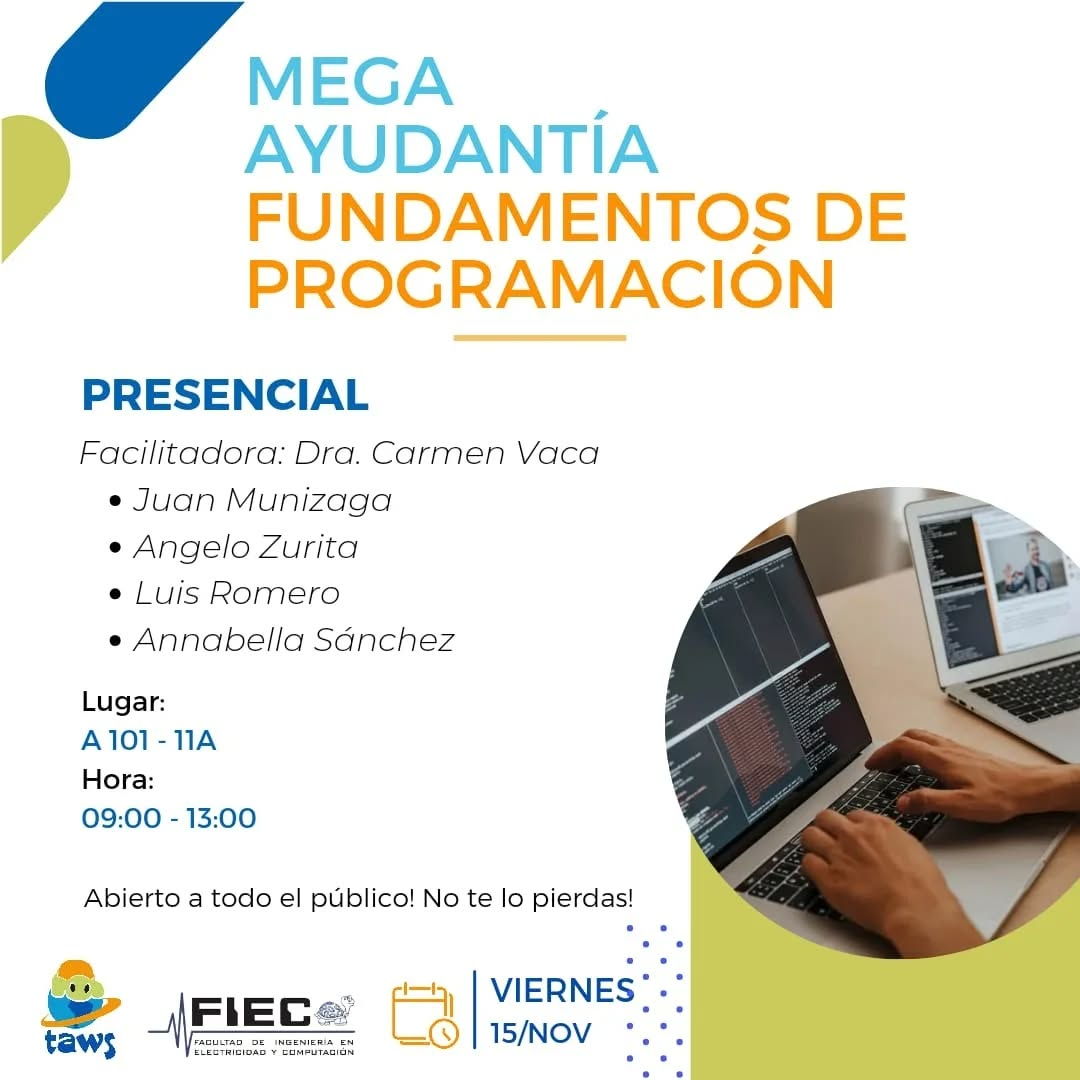 MEGA
AYUDANTÍA
FUNDAMENTOS DE
PROGRAMACIÓN
PRESENCIAL
Facilitadora: Dra. Carmen Vaca
• Juan Munizaga
• Angelo Zurita
• Luis Romero
• Annabella Sánchez
Lugar:
A 101 - 11A
Hora:
09:00 - 13:00
Abierto a todo el público! No te lo pierdas!
taws
FIEC
FACULTAD DE INGENIERÍA EN
ELECTRICIDAD Y COMPUTACIÓN
VIERNES
15/NOV